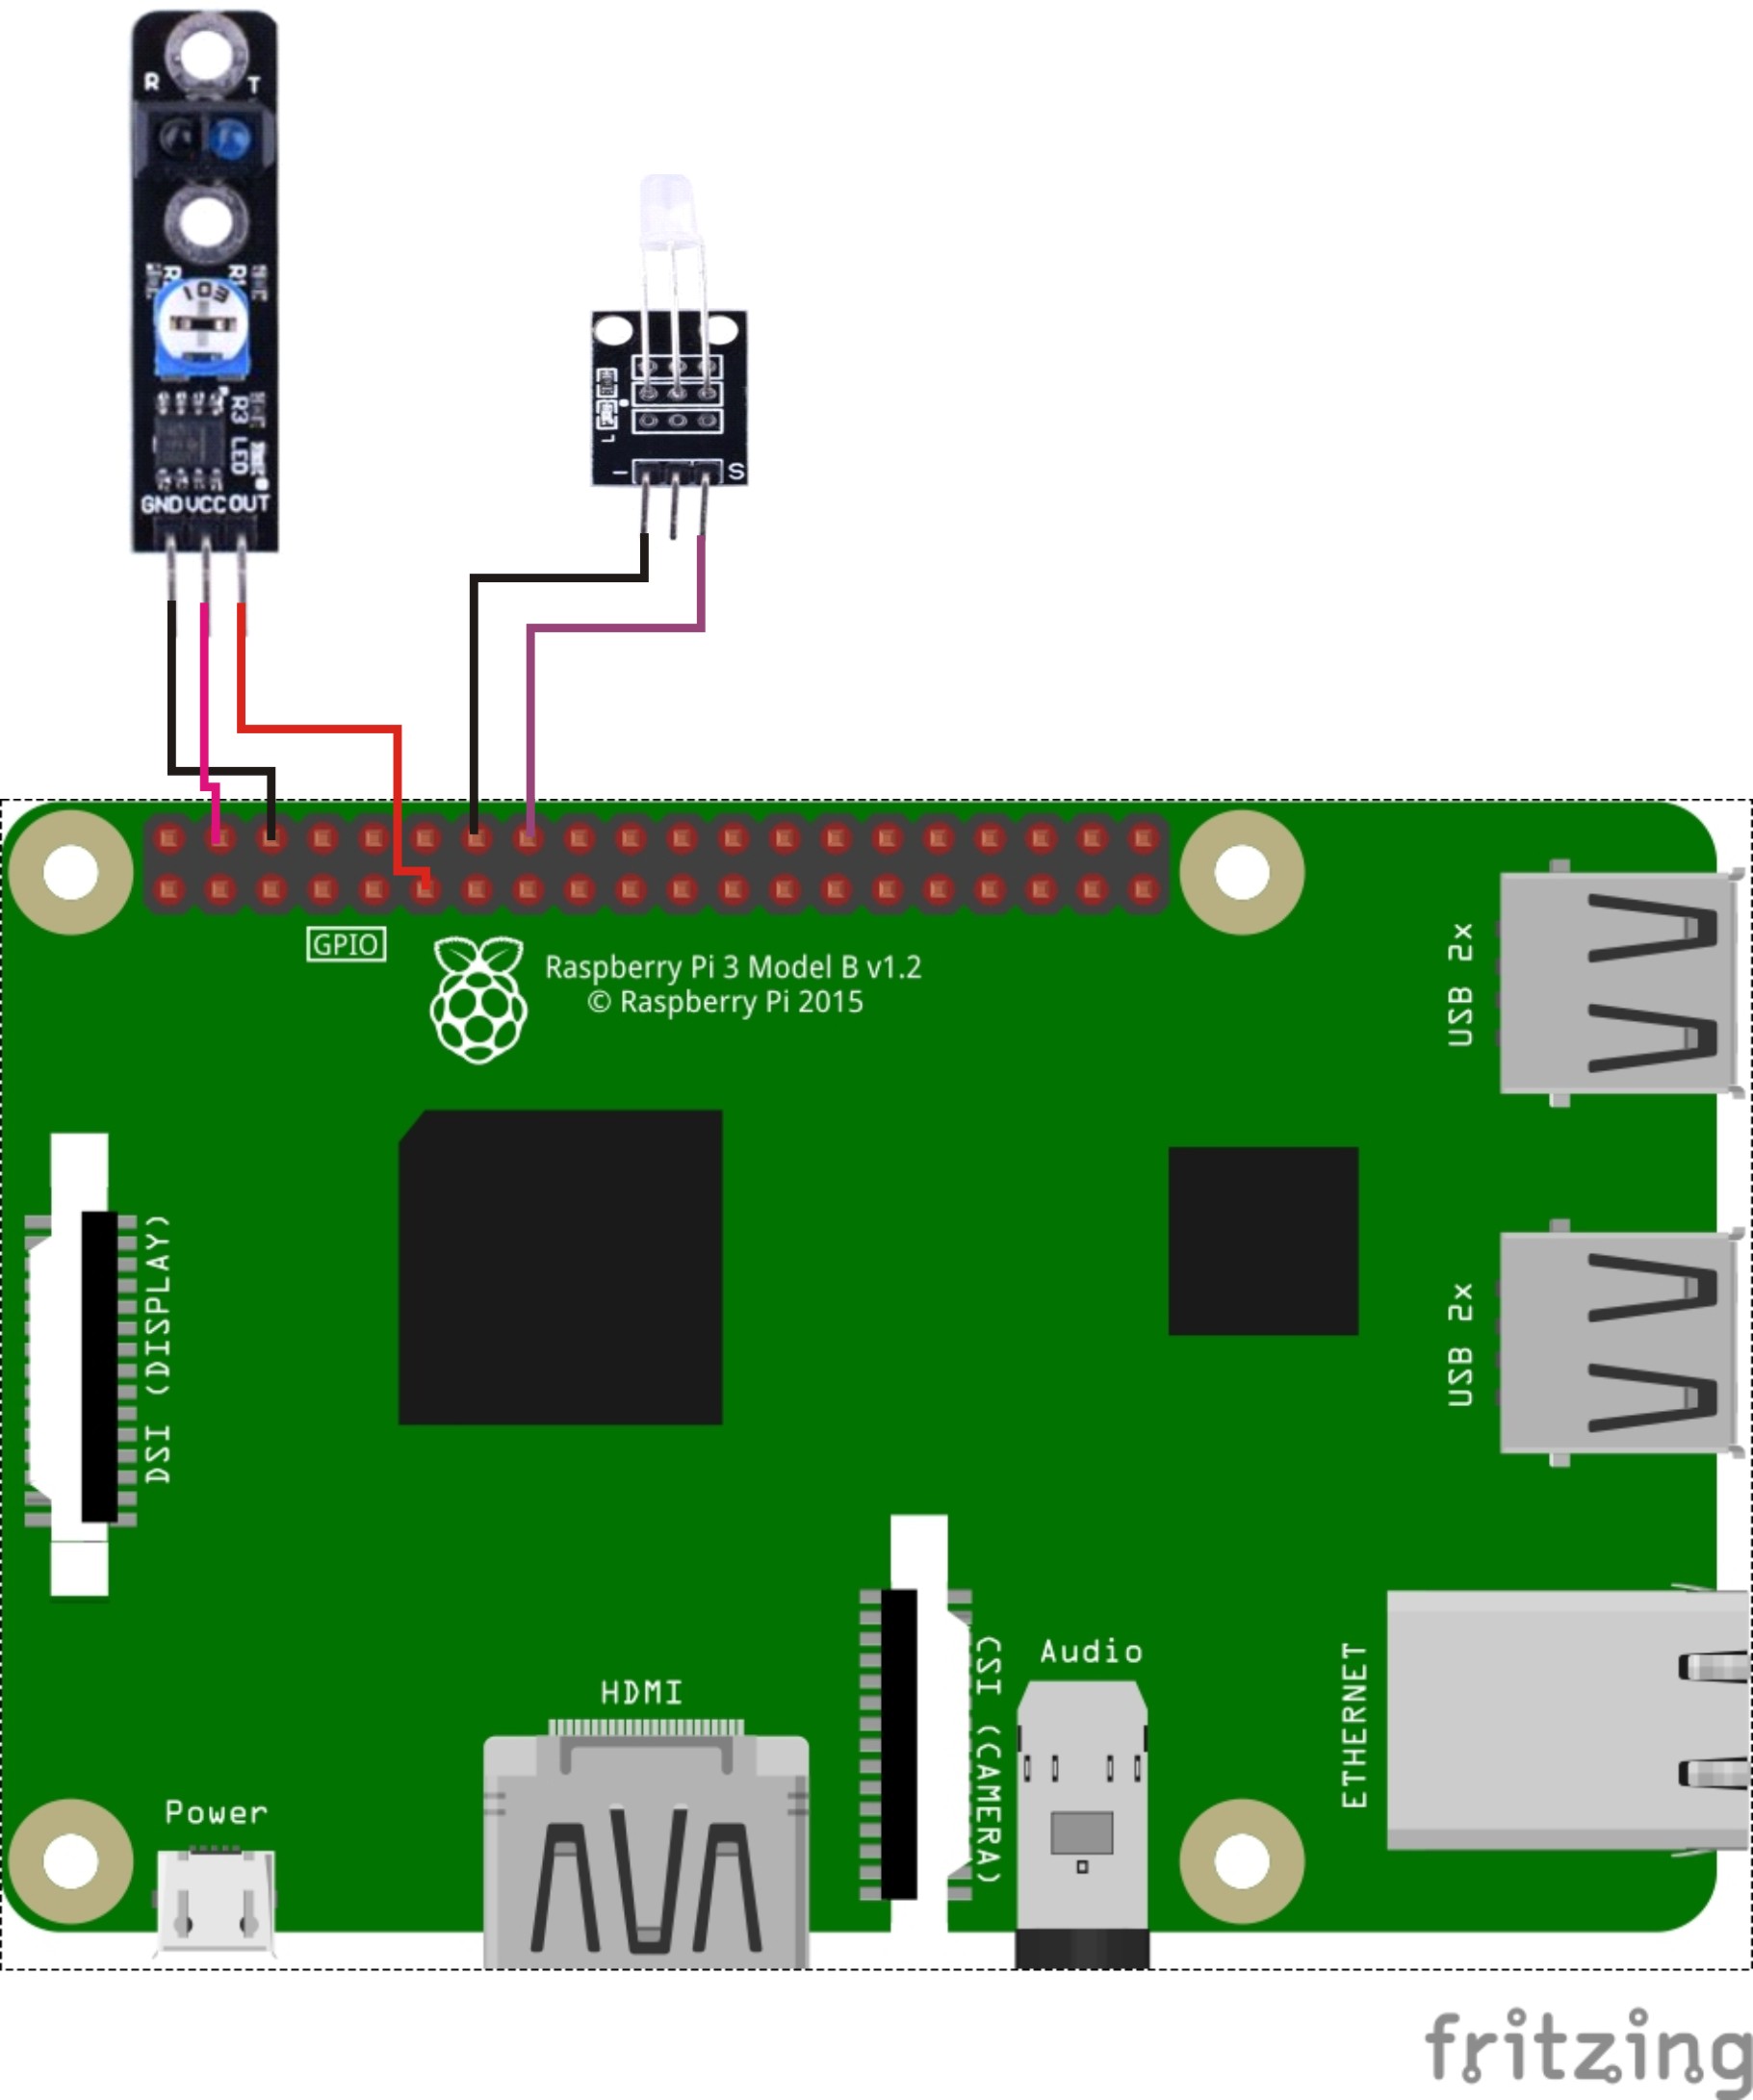 R T
R1
103
R3
LED
GND VCC OUT
L
- S
GPIO
Raspberry Pi 3 Model B v1.2
© Raspberry Pi 2015
USB 2x
DSI (DISPLAY)
USB 2x
CSI (CAMERA)
Audio
ETHERNET
HDMI
Power
fritzing